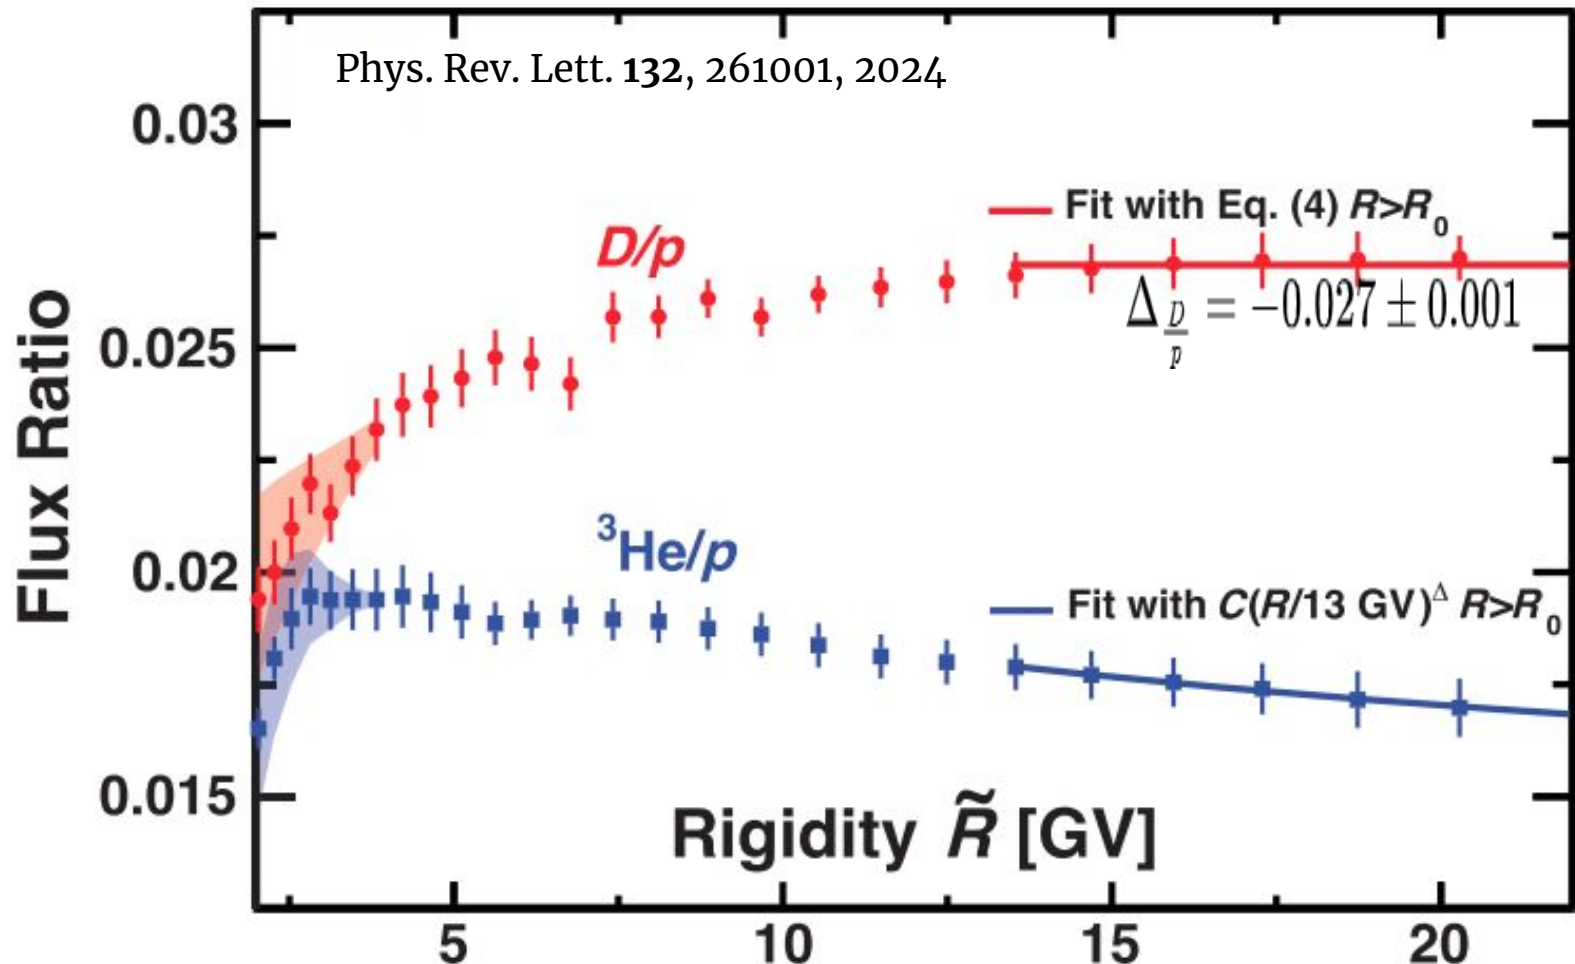 Phys. Rev. Lett. 132, 261001, 2024
0.03
Fit with Eq. (4) R>R₀
D/p
Δ_{D/p} = −0.027 ± 0.001
0.025
Flux Ratio
³He/p
0.02
Fit with C(R/13 GV)^Δ R>R₀
0.015
Rigidity R̃ [GV]
5 10 15 20